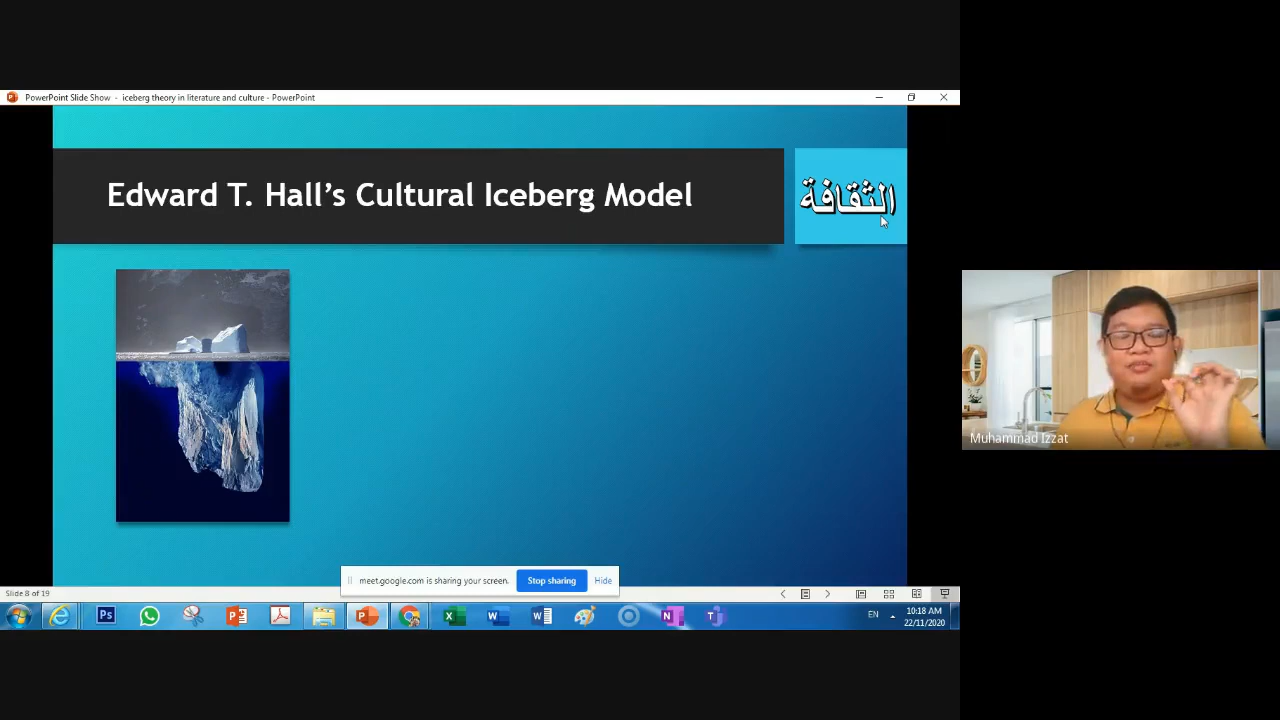 PowerPoint Slide Show - iceberg theory in literature and culture - PowerPoint
Edward T. Hall's Cultural Iceberg Model
الثقافة
Muhammad Izzat
meet.google.com is sharing your screen.
Stop sharing
Hide
Slide 8 of 19
EN
10:18 AM
22/11/2020